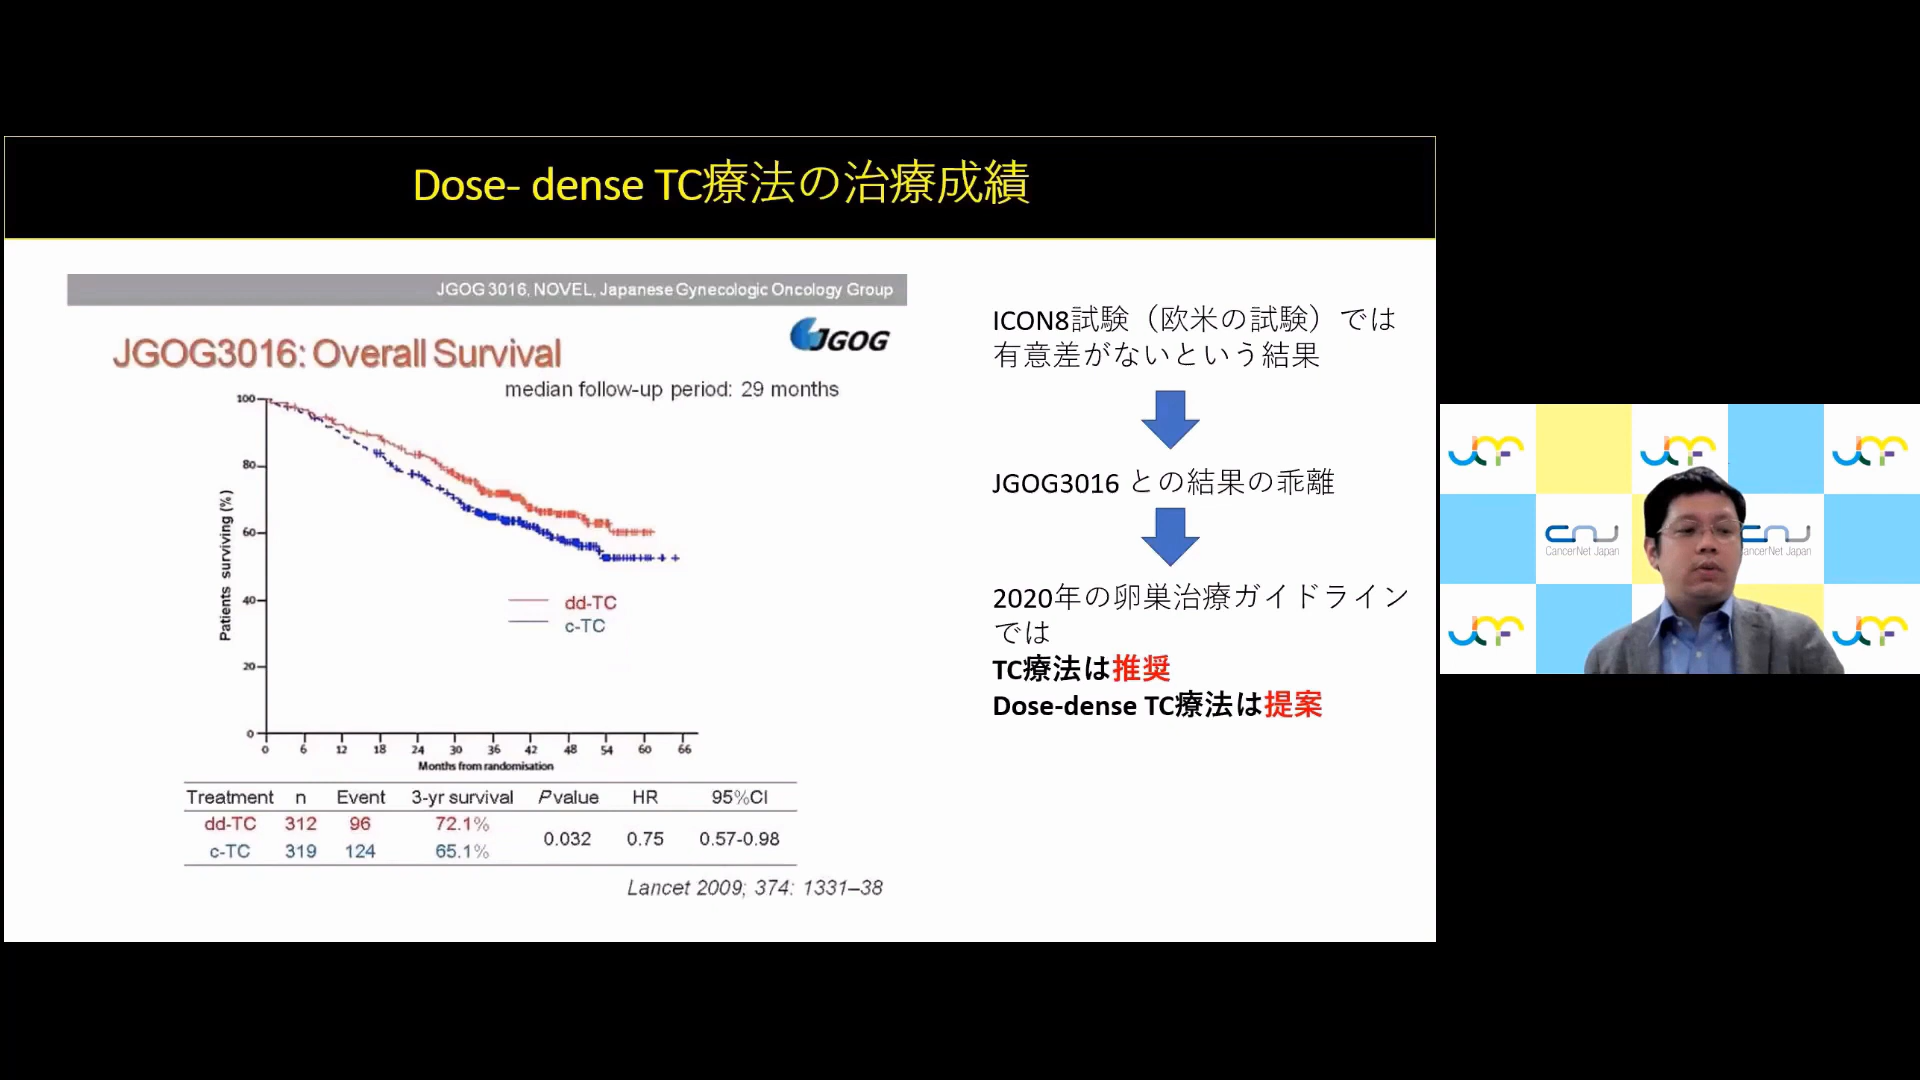 Dose- dense TC療法の治療成績
JGOG 3016, NOVEL, Japanese Gynecologic Oncology Group
JGOG
JGOG3016: Overall Survival
median follow-up period: 29 months
100
80
60
40
20
0
Patients surviving (%)
dd-TC
c-TC
0 6 12 18 24 30 36 42 48 54 60 66
Months from randomisation
Treatment n Event 3-yr survival P value HR 95%CI
dd-TC 312 96 72.1%
0.032 0.75 0.57-0.98
c-TC 319 124 65.1%
Lancet 2009; 374: 1331–38
ICON8試験（欧米の試験）では
有意差がないという結果
JGOG3016 との結果の乖離
2020年の卵巣治療ガイドライン
では
TC療法は推奨
Dose-dense TC療法は提案
CancerNet Japan
CancerNet Japan